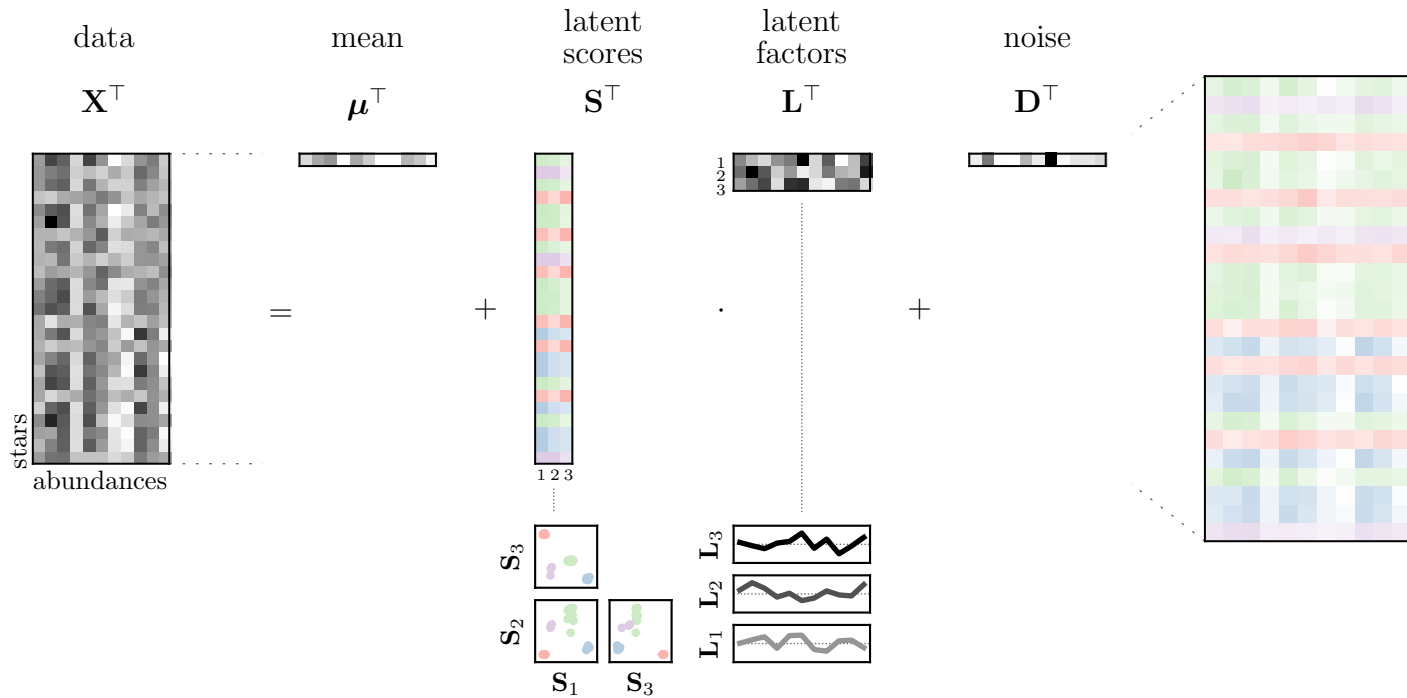 data
mean
latent
scores
latent
factors
noise
X⊤
μ⊤
S⊤
L⊤
D⊤
1
2
3
=
+
·
+
stars
abundances
1 2 3
S3
S2
S1
S3
L3
L2
L1